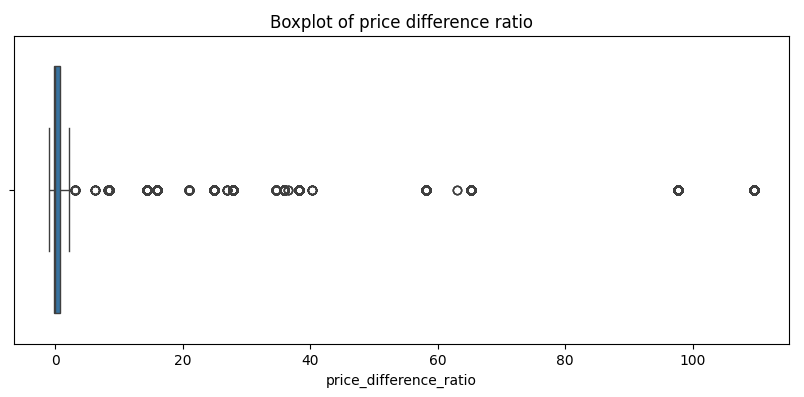 Boxplot of price difference ratio
0 20 40 60 80 100
price_difference_ratio